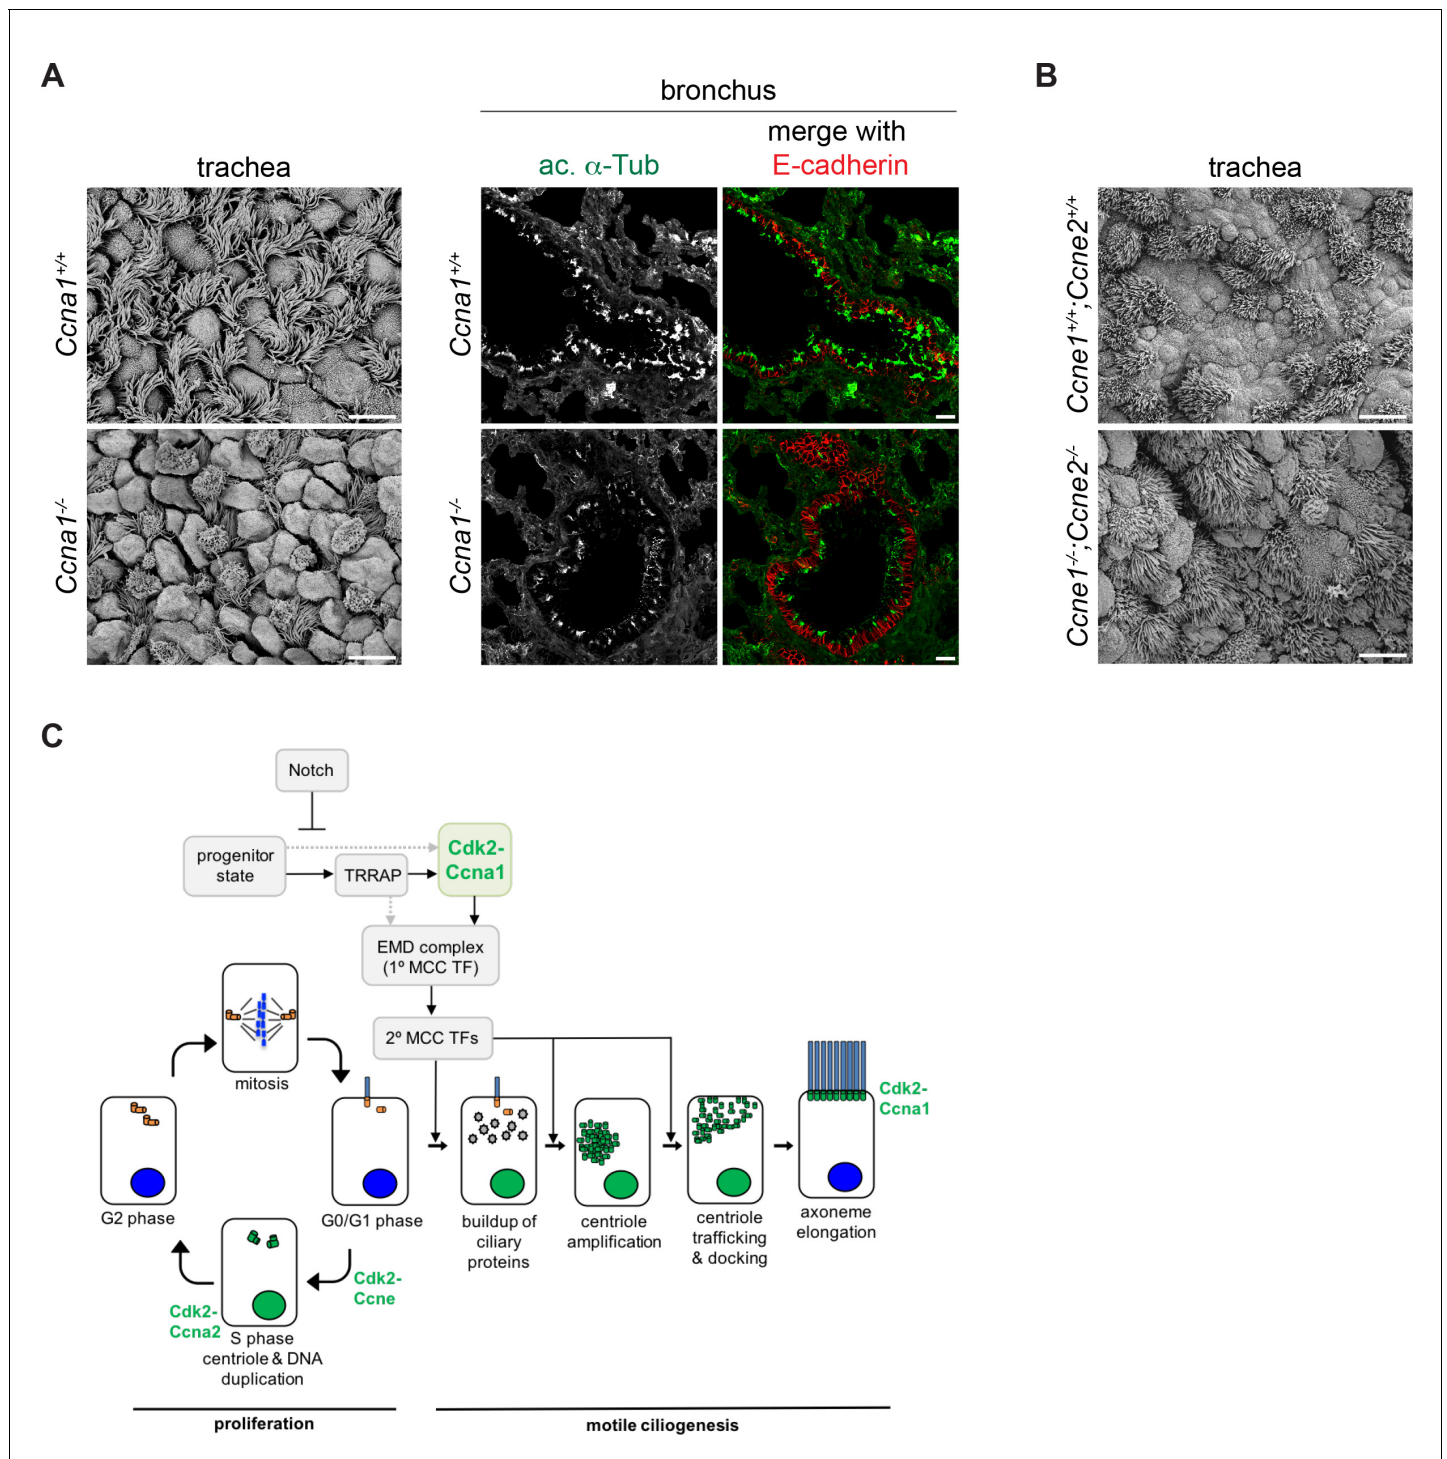 A
B
bronchus
merge with
trachea
ac. α-Tub
E-cadherin
trachea
Ccna1+/+
Ccna1+/+
Ccne1+/+;Ccne2+/+
Ccna1-/-
Ccna1-/-
Ccne1-/-;Ccne2-/-
C
Notch
progenitor
state
TRRAP
Cdk2-
Ccna1
EMD complex
(1º MCC TF)
2º MCC TFs
mitosis
Cdk2-
Ccna1
G2 phase
G0/G1 phase
buildup of
ciliary
proteins
centriole
amplification
centriole
trafficking
& docking
axoneme
elongation
Cdk2-
Ccne
Cdk2-
Ccna2
S phase
centriole & DNA
duplication
proliferation
motile ciliogenesis